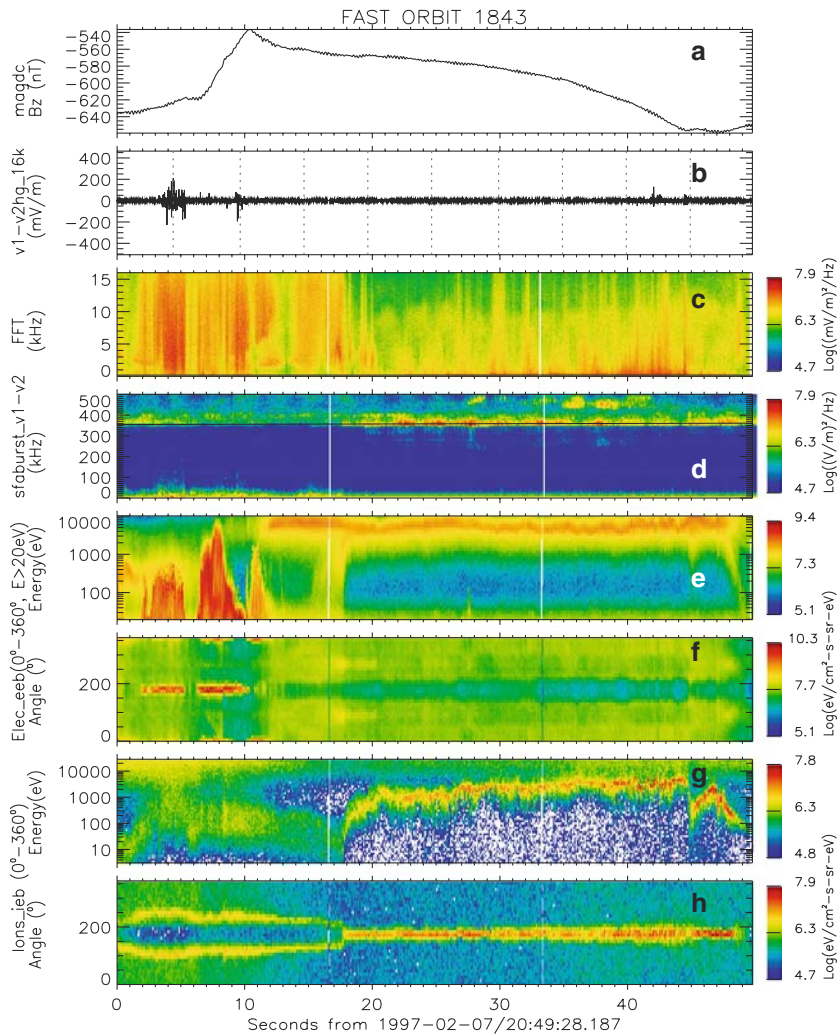 FAST ORBIT 1843
a
magdc
Bz (nT)
−540
−560
−580
−600
−620
−640
b
v1−v2hg_16k
(mV/m)
400
200
0
−200
−400
c
FFT
(kHz)
15
10
5
0
7.9
6.3
4.7
Log((mV/m)²/Hz)
d
sfaburst_v1−v2
(kHz)
500
400
300
200
100
0
7.9
6.3
4.7
Log((V/m)²/Hz)
e
(0°−360°, E>20eV)
Energy(eV)
10000
1000
100
9.4
7.3
5.1
f
Elec_eeb
Angle (°)
200
0
10.3
7.7
5.1
Log(eV/cm²−s−sr−eV)
g
(0°−360°)
Energy(eV)
10000
1000
100
10
7.8
6.3
4.8
h
Ions_ieb
Angle (°)
200
0
7.9
6.3
4.7
Log(eV/cm²−s−sr−eV)
0
10
20
30
40
Seconds from 1997−02−07/20:49:28.187